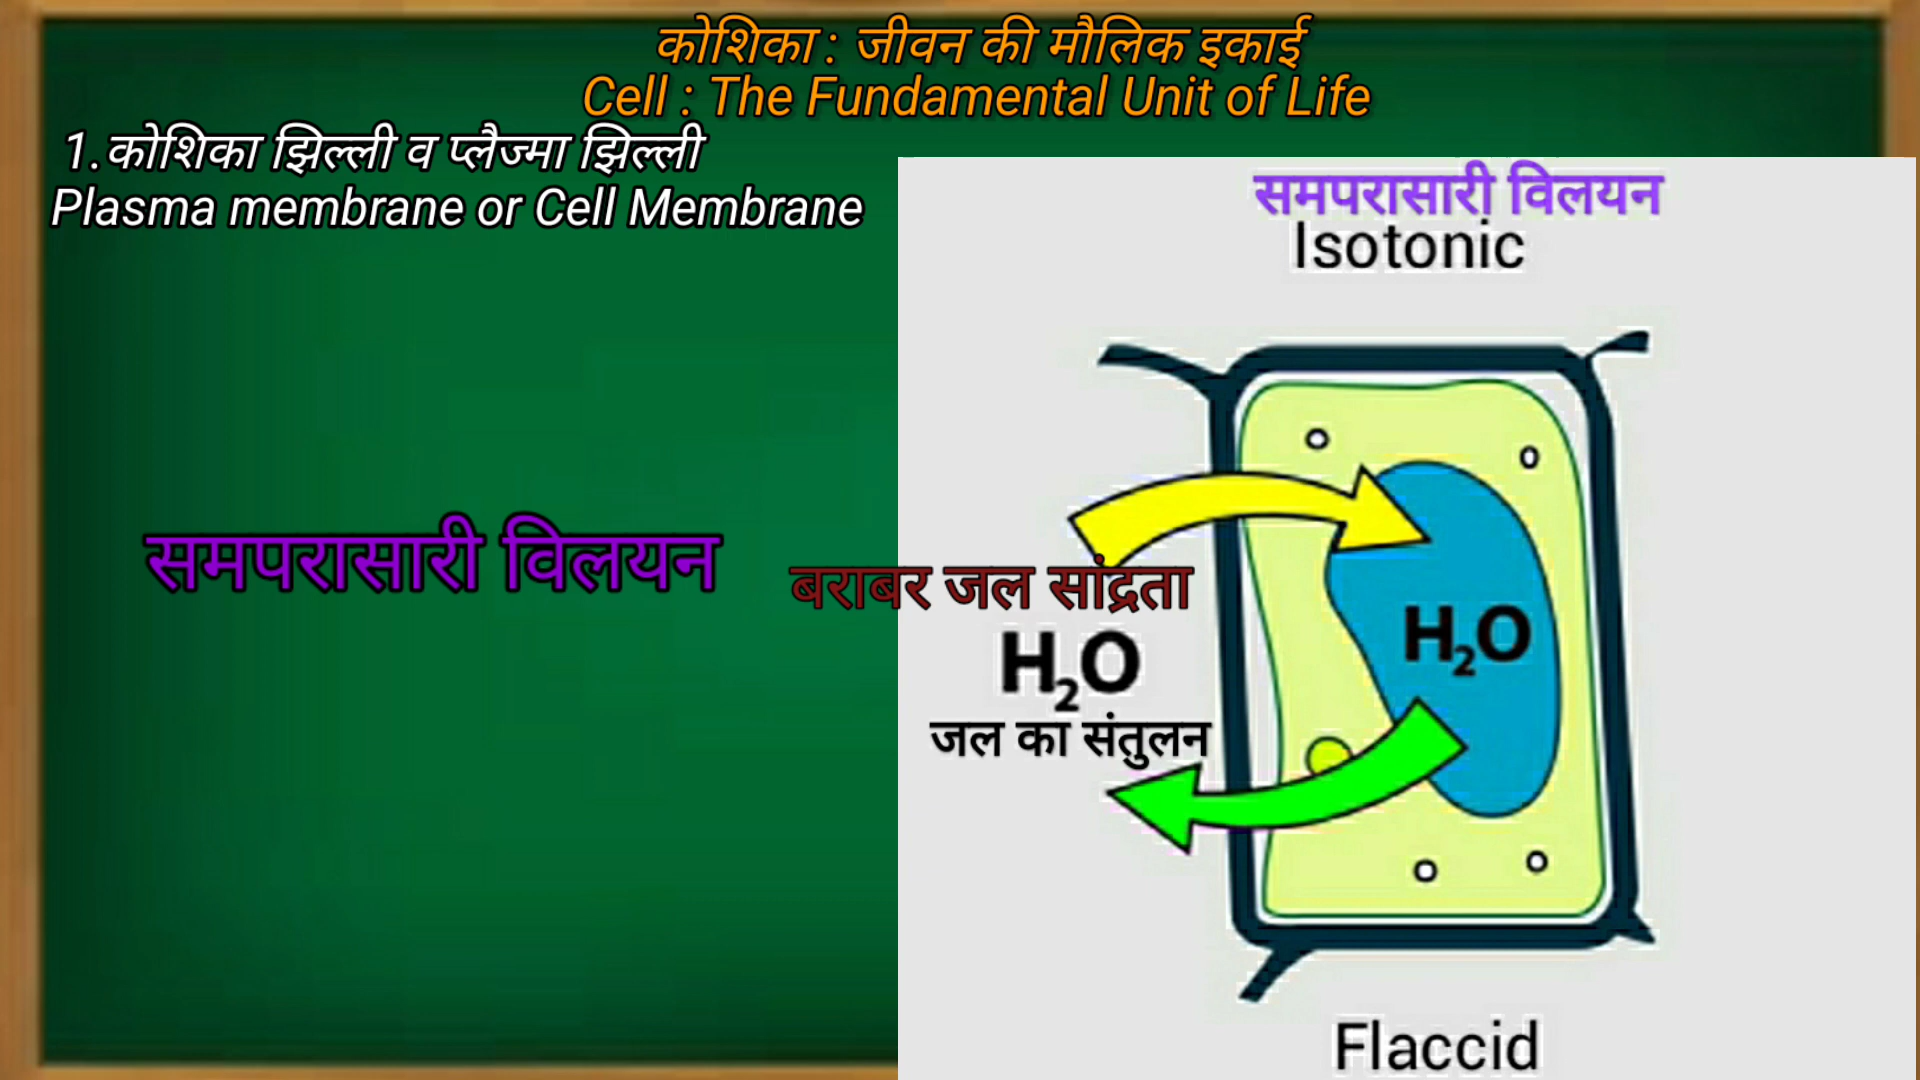 कोशिका : जीवन की मौलिक इकाई
Cell : The Fundamental Unit of Life
1.कोशिका झिल्ली व प्लैज्मा झिल्ली
Plasma membrane or Cell Membrane
समपरासारी विलयन
Isotonic
समपरासारी विलयन
बराबर जल सांद्रता
H₂O
H₂O
जल का संतुलन
Flaccid